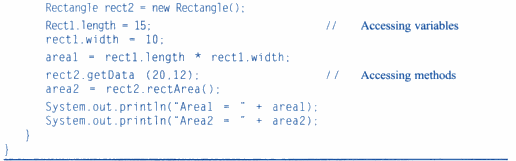 Rectangle rect2 = new Rectangle();
Rect1.length = 15; // Accessing variables
rect1.width = 10;
area1 = rect1.length * rect1.width;
rect2.getData (20,12); // Accessing methods
area2 = rect2.rectArea();
System.out.println("Area1 = " + area1);
System.out.println("Area2 = " + area2);
}
}